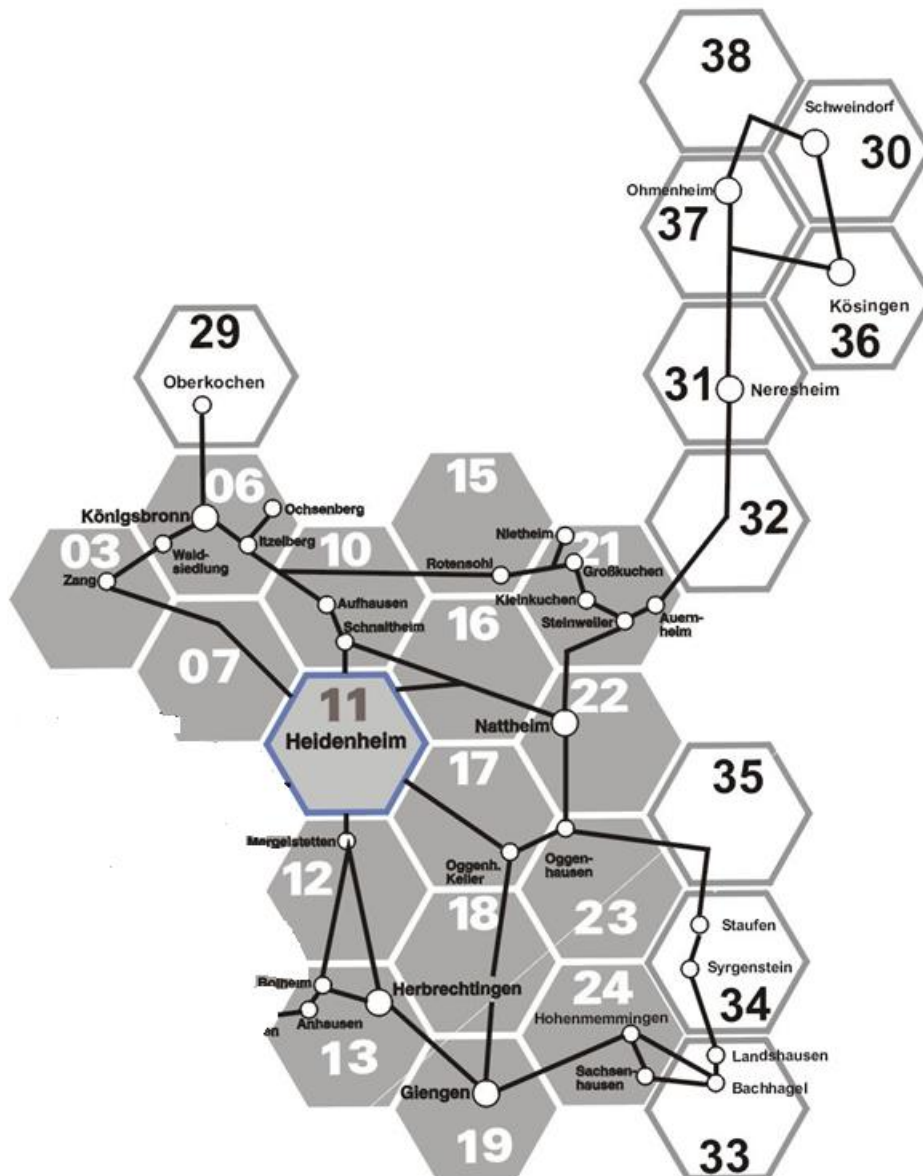 38
Schweindorf
30
Ohmenheim
37
Kösingen
36
29
Oberkochen
31
Neresheim
15
06
Ochsenberg
Königsbronn
32
Itzelberg
10
Nietheim
21
03
Wald-
siedlung
Rotensohl
Großkuchen
Zang
Aufhausen
Kleinkuchen
Schnaitheim
16
Steinweiler
Auern-
heim
07
11
Heidenheim
Nattheim
22
17
35
Mergelstetten
Oggenh.
Keller
Oggen-
hausen
12
18
23
Staufen
Syrgenstein
Bolheim
Herbrechtingen
24
34
en
Anhausen
Hohenmemmingen
13
Landshausen
Sachsen-
hausen
Bachhagel
Giengen
19
33